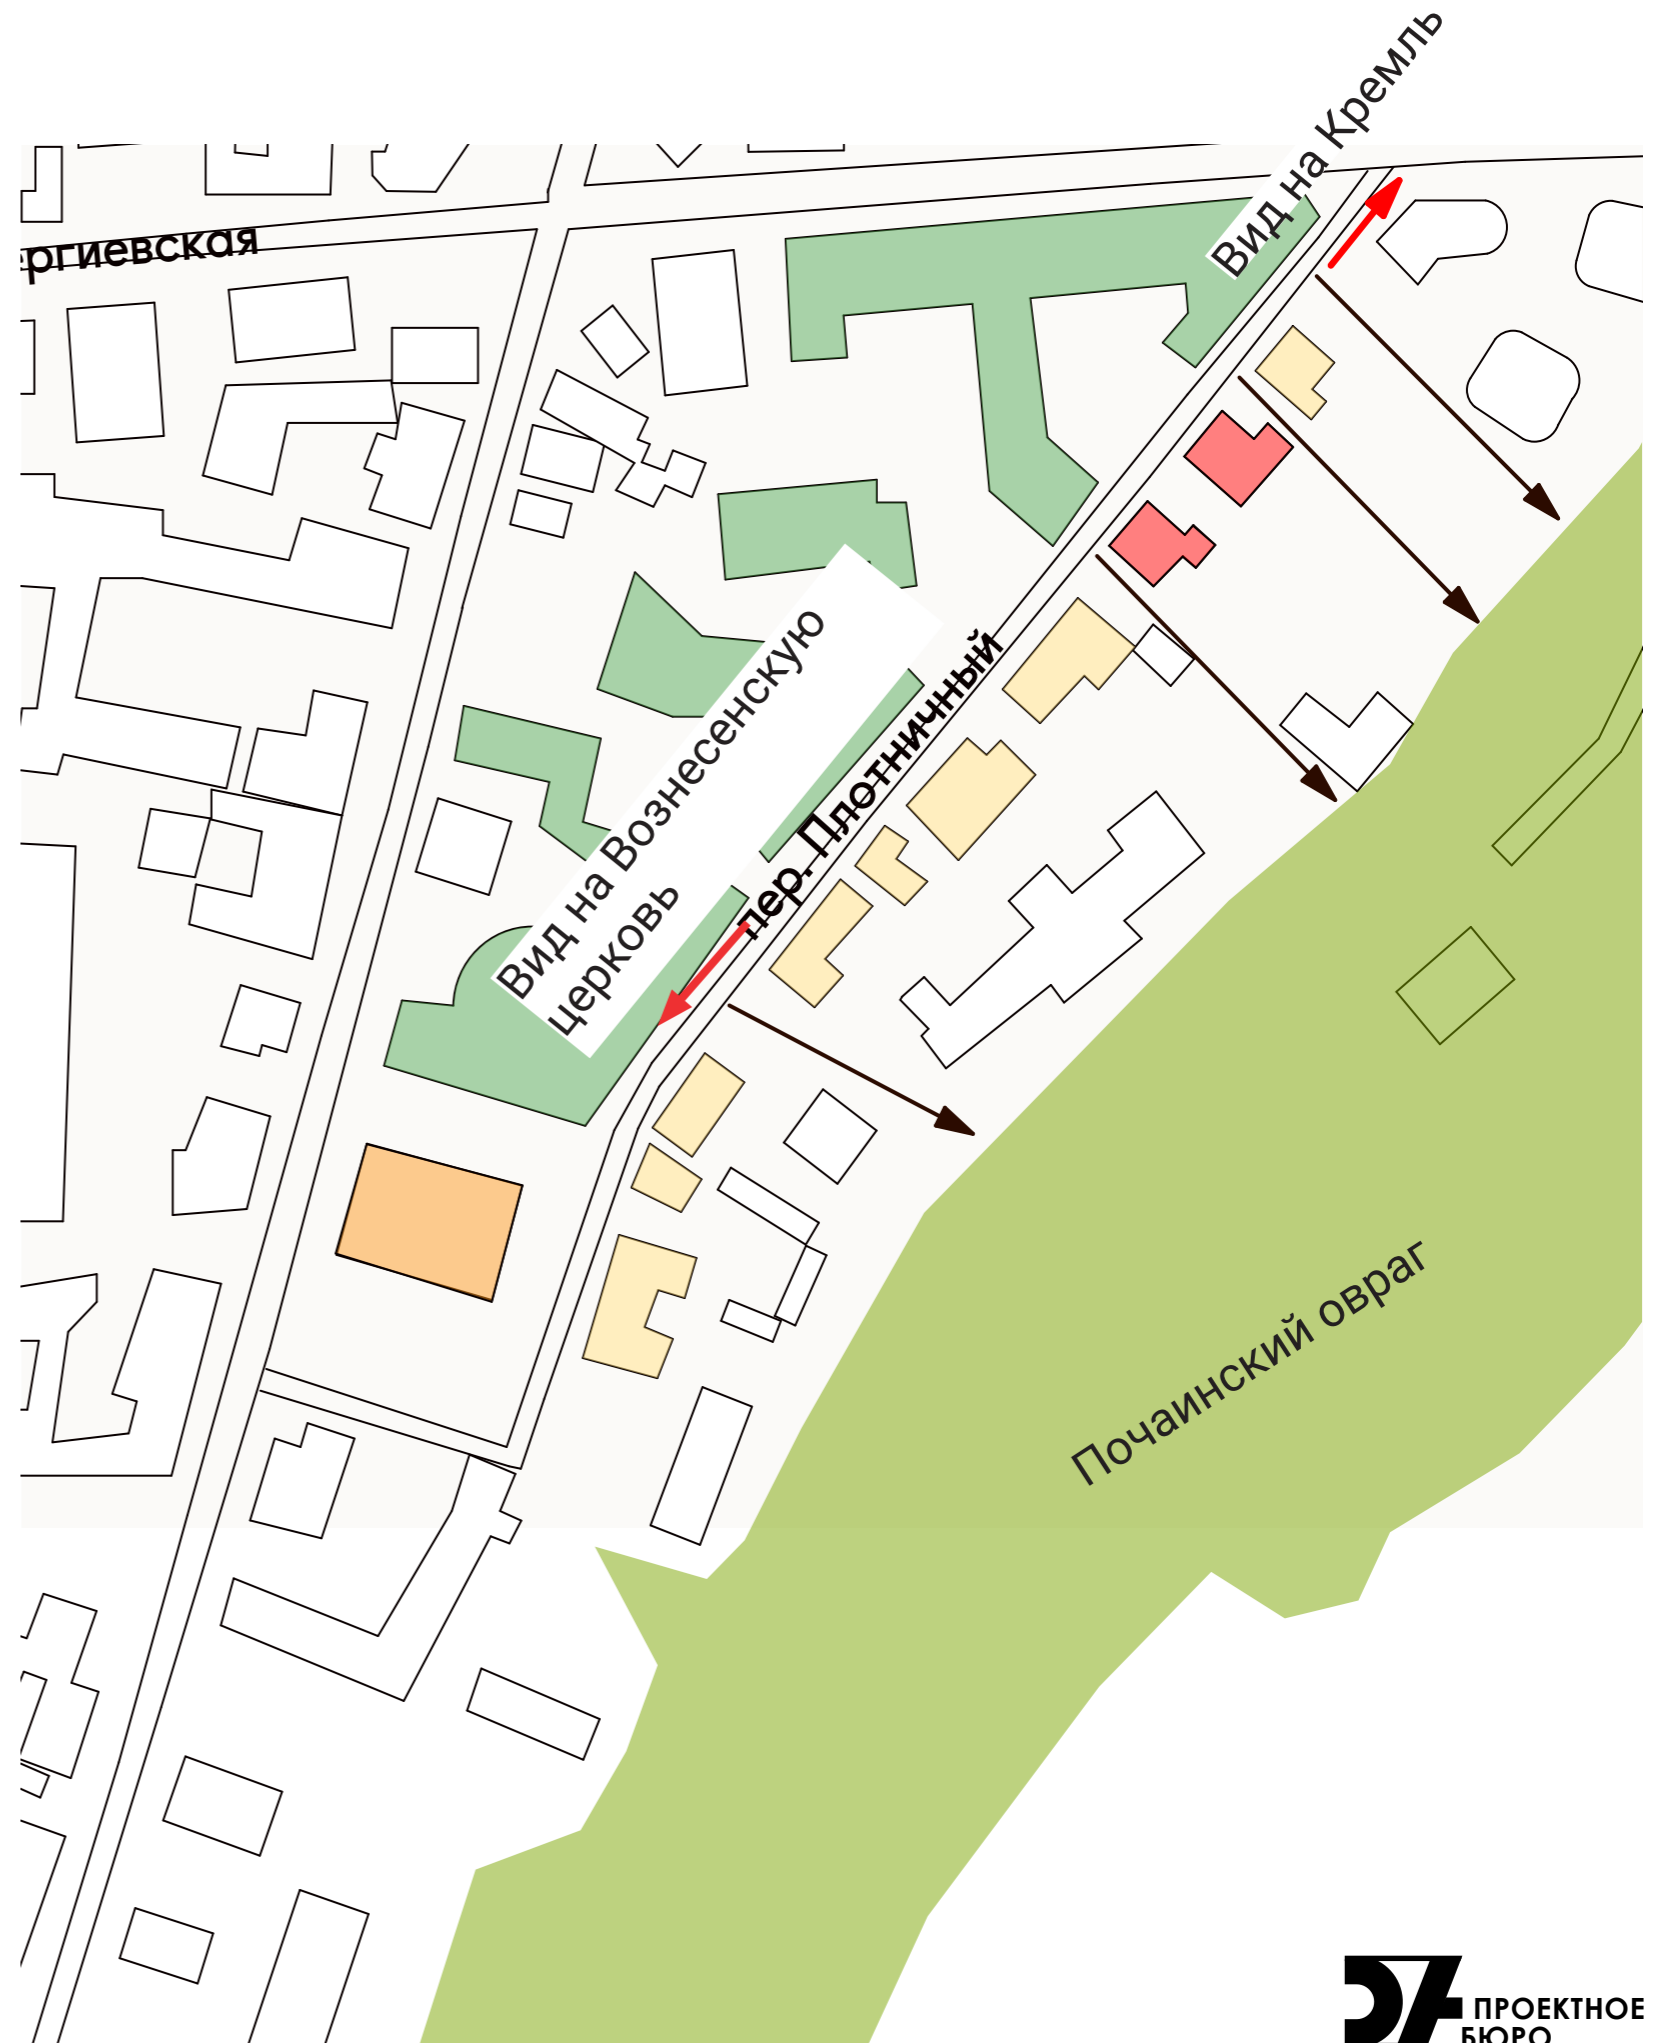 Вид на Кремль
ргиевская
Вид на Вознесенскую
церковь
пер. Плотничный
Почаинский овраг
ПРОЕКТНОЕ
БЮРО